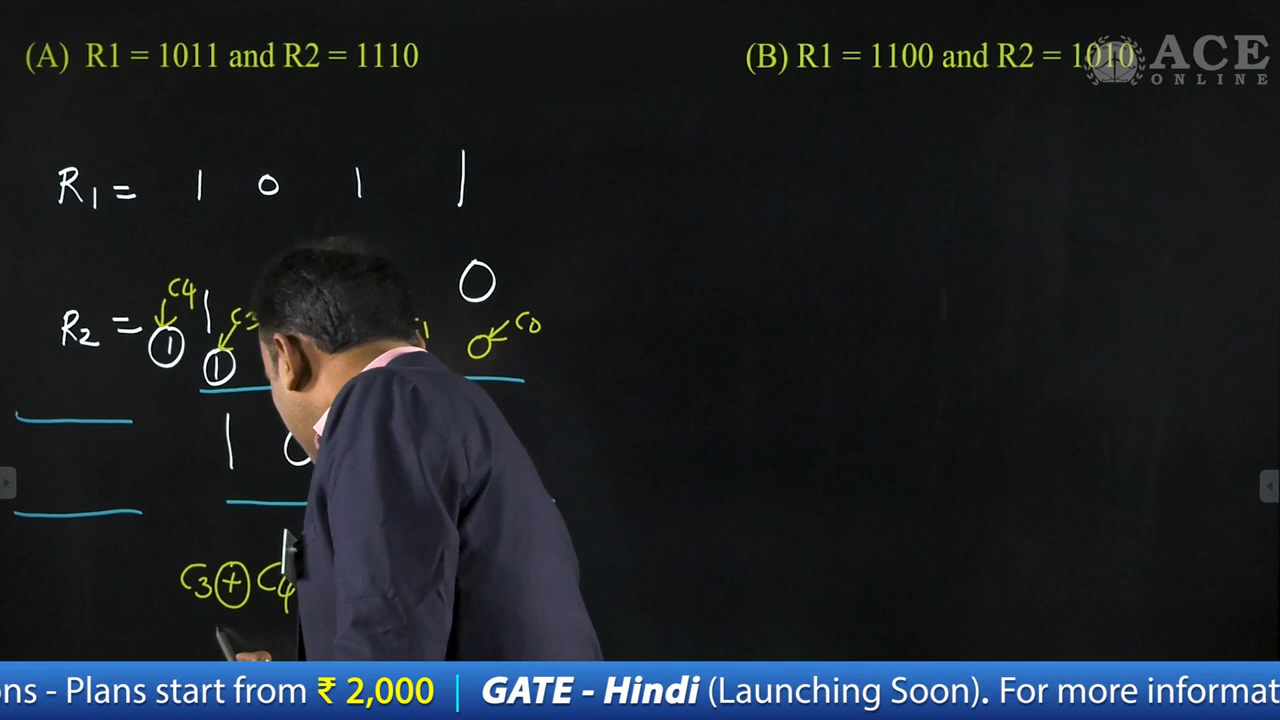 (A) R1 = 1011 and R2 = 1110
(B) R1 = 1100 and R2 = 1010
ACE
ONLINE
R1 = 1 0 1 1
0
C4
1
C3
R2 = 1
1
C0
1 0
C3 ⊕ C4
ons - Plans start from ₹ 2,000 | GATE - Hindi (Launching Soon). For more informat